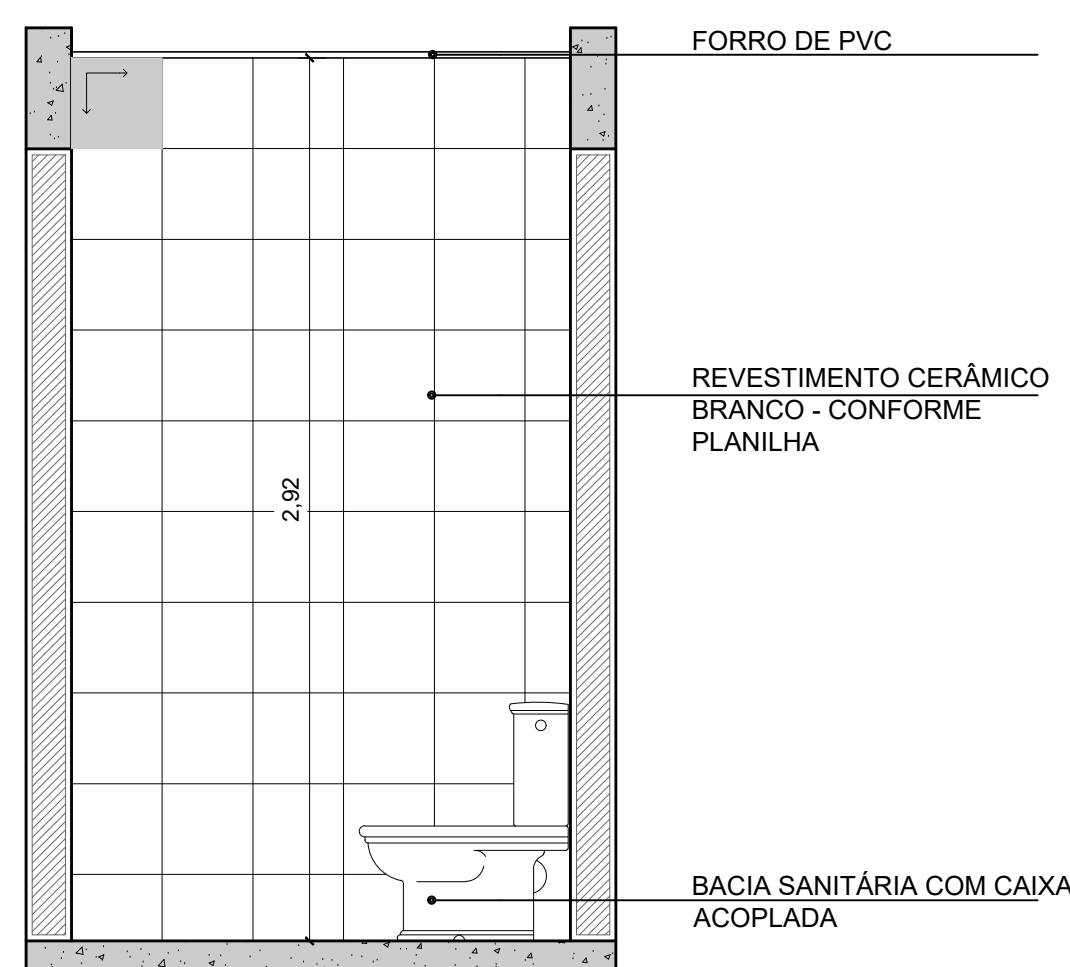 FORRO DE PVC
REVESTIMENTO CERÂMICO
BRANCO - CONFORME
PLANILHA
2,92
BACIA SANITÁRIA COM CAIXA
ACOPLADA